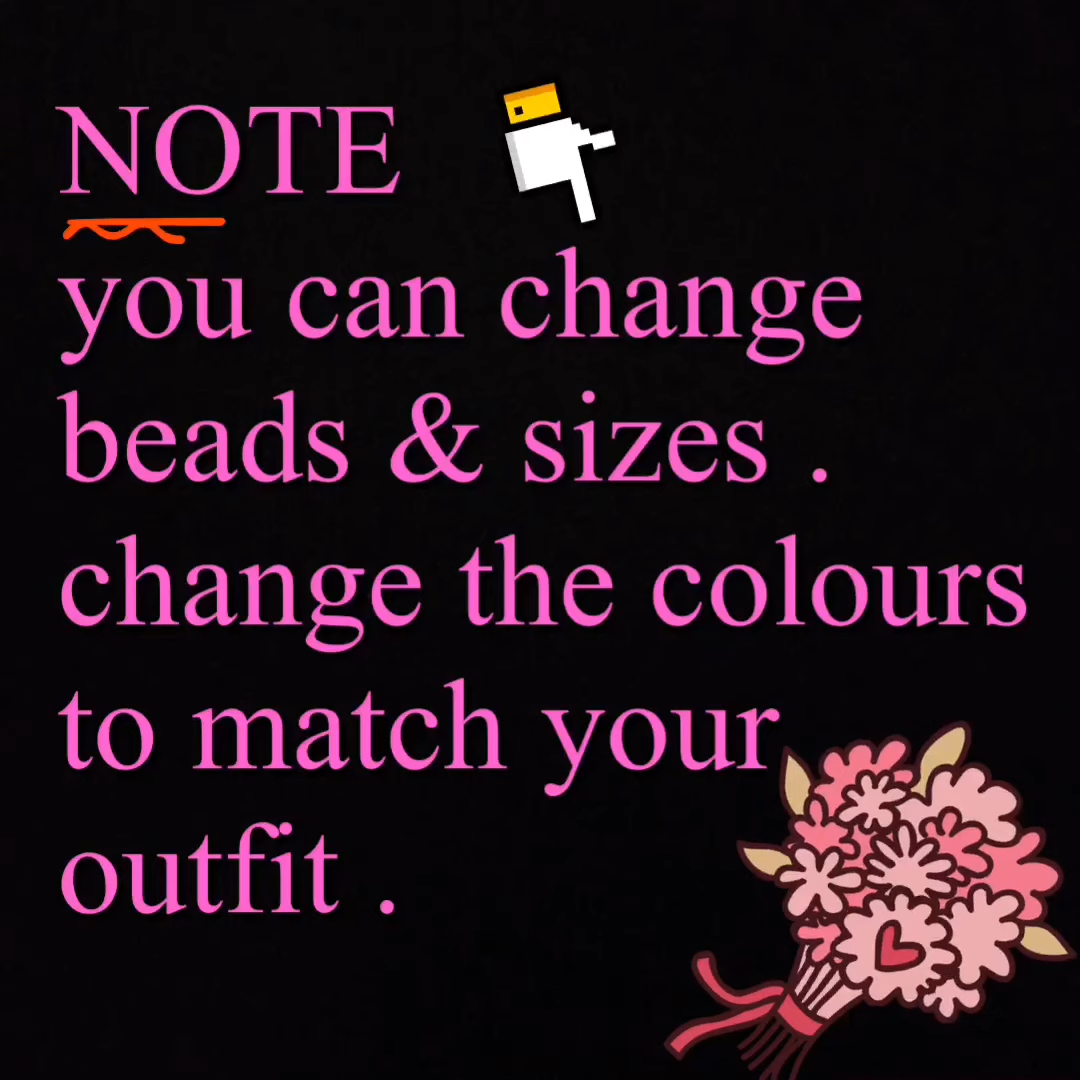 NOTE
you can change
beads & sizes .
change the colours
to match your
outfit .